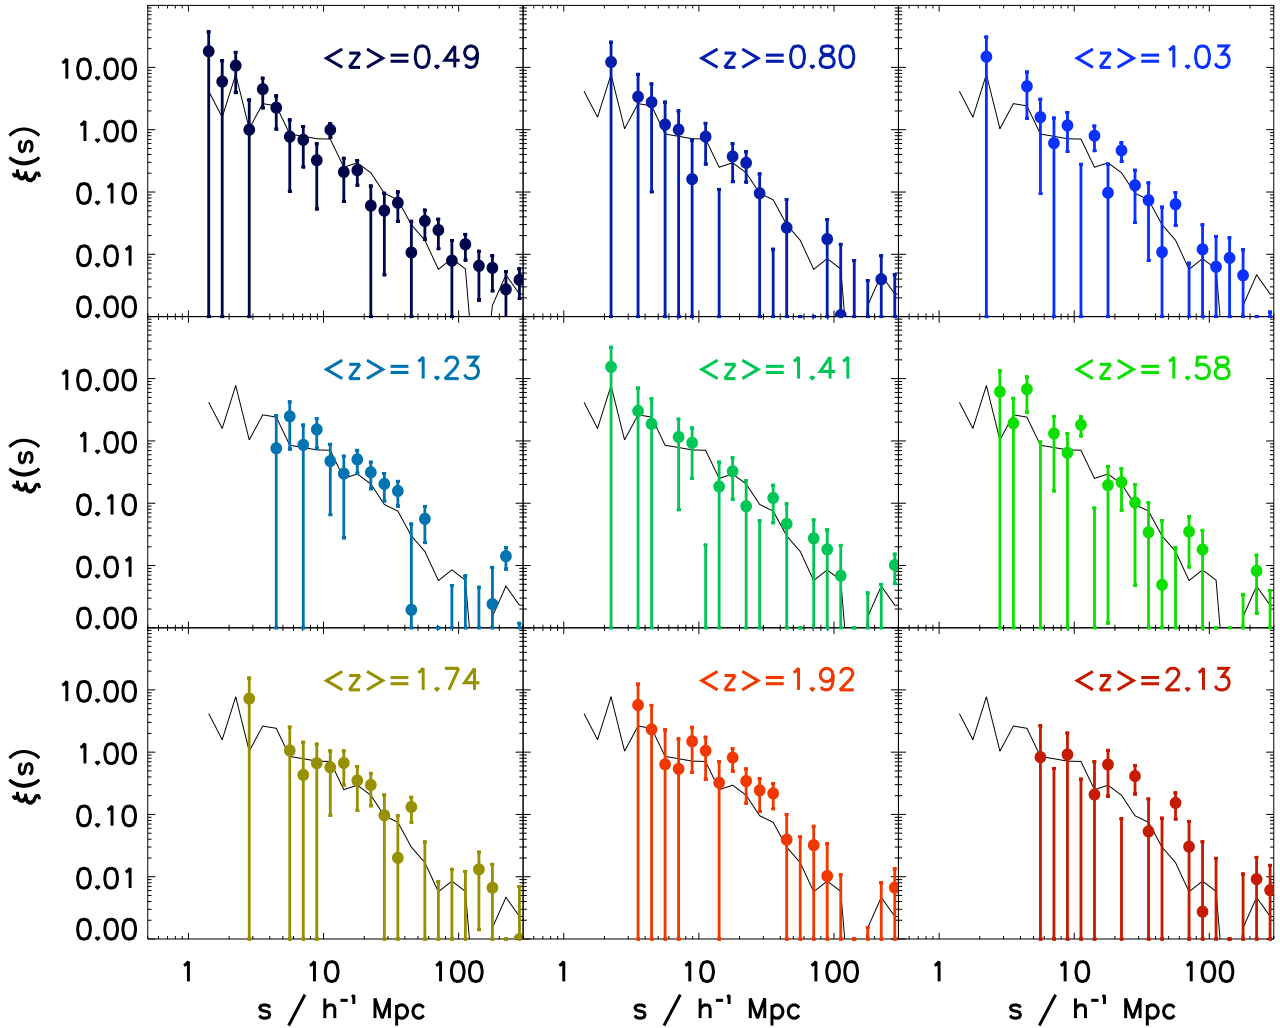 <z>=0.49 <z>=0.80 <z>=1.03
10.00
1.00
0.10
0.01
0.00
ξ(s)
<z>=1.23 <z>=1.41 <z>=1.58
10.00
1.00
0.10
0.01
0.00
ξ(s)
<z>=1.74 <z>=1.92 <z>=2.13
10.00
1.00
0.10
0.01
0.00
ξ(s)
1 10 100 1 10 100 1 10 100
s / h⁻¹ Mpc s / h⁻¹ Mpc s / h⁻¹ Mpc